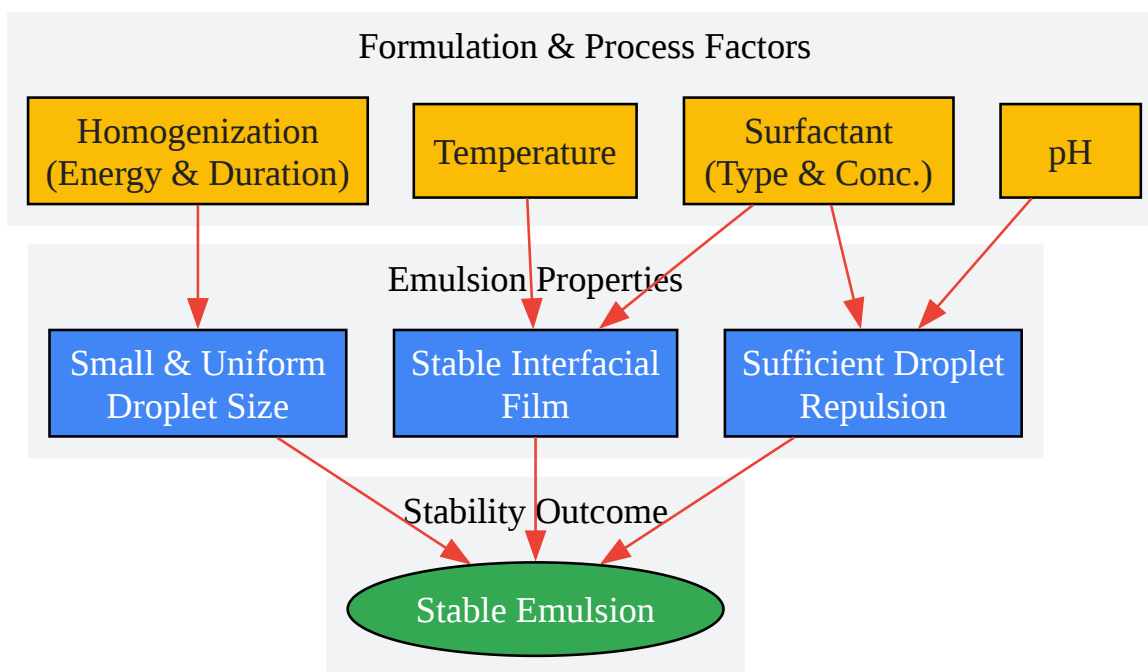 Formulation & Process Factors
Homogenization
(Energy & Duration)
Temperature
Surfactant
(Type & Conc.)
pH
Emulsion Properties
Small & Uniform
Droplet Size
Stable Interfacial
Film
Sufficient Droplet
Repulsion
Stability Outcome
Stable Emulsion